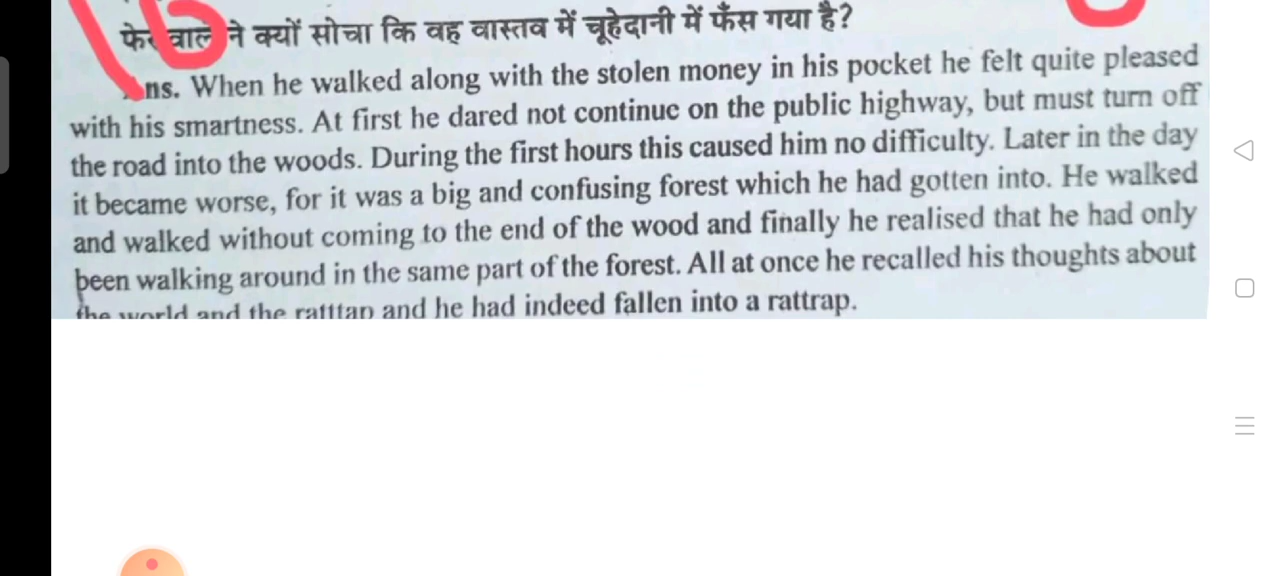 फेरीवाले ने क्यों सोचा कि वह वास्तव में चूहेदानी में फँस गया है?
ns. When he walked along with the stolen money in his pocket he felt quite pleased
with his smartness. At first he dared not continue on the public highway, but must turn off
the road into the woods. During the first hours this caused him no difficulty. Later in the day
it became worse, for it was a big and confusing forest which he had gotten into. He walked
and walked without coming to the end of the wood and finally he realised that he had only
been walking around in the same part of the forest. All at once he recalled his thoughts about
the world and the ratttap and he had indeed fallen into a rattrap.